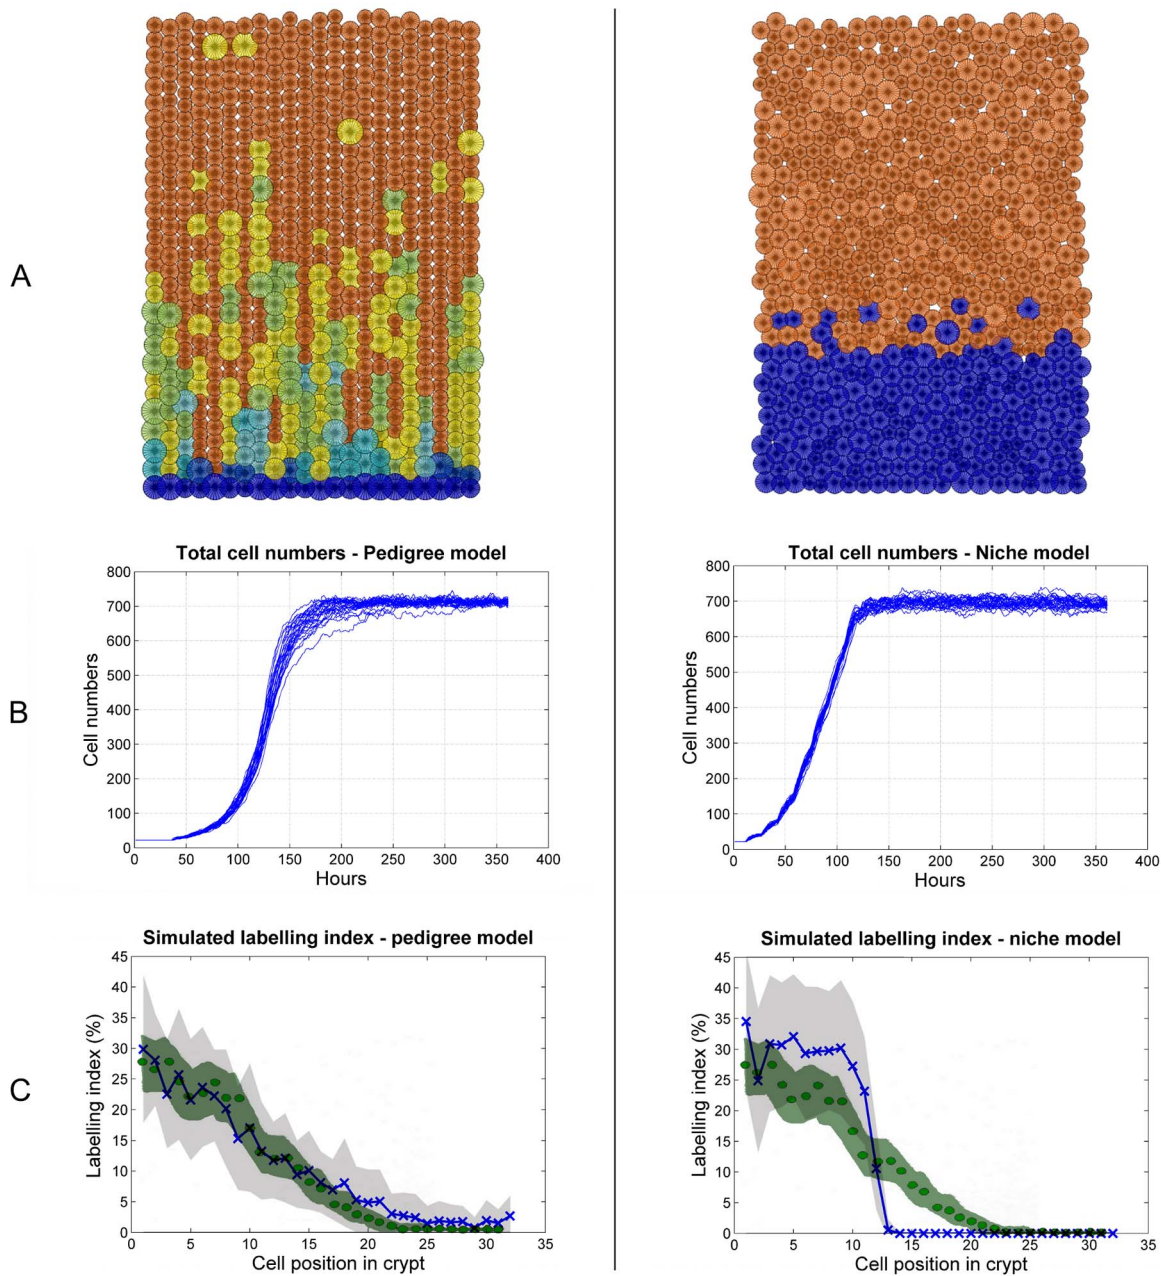 A
Total cell numbers - Pedigree model
800
700
600
500
400
300
200
100
0
Cell numbers
0 50 100 150 200 250 300 350 400
Hours
Total cell numbers - Niche model
800
700
600
500
400
300
200
100
0
Cell numbers
0 50 100 150 200 250 300 350 400
Hours
B
Simulated labelling index - pedigree model
45
40
35
30
25
20
15
10
5
0
Labelling index (%)
0 5 10 15 20 25 30 35
Cell position in crypt
Simulated labelling index - niche model
45
40
35
30
25
20
15
10
5
0
Labelling index (%)
0 5 10 15 20 25 30 35
Cell position in crypt
C